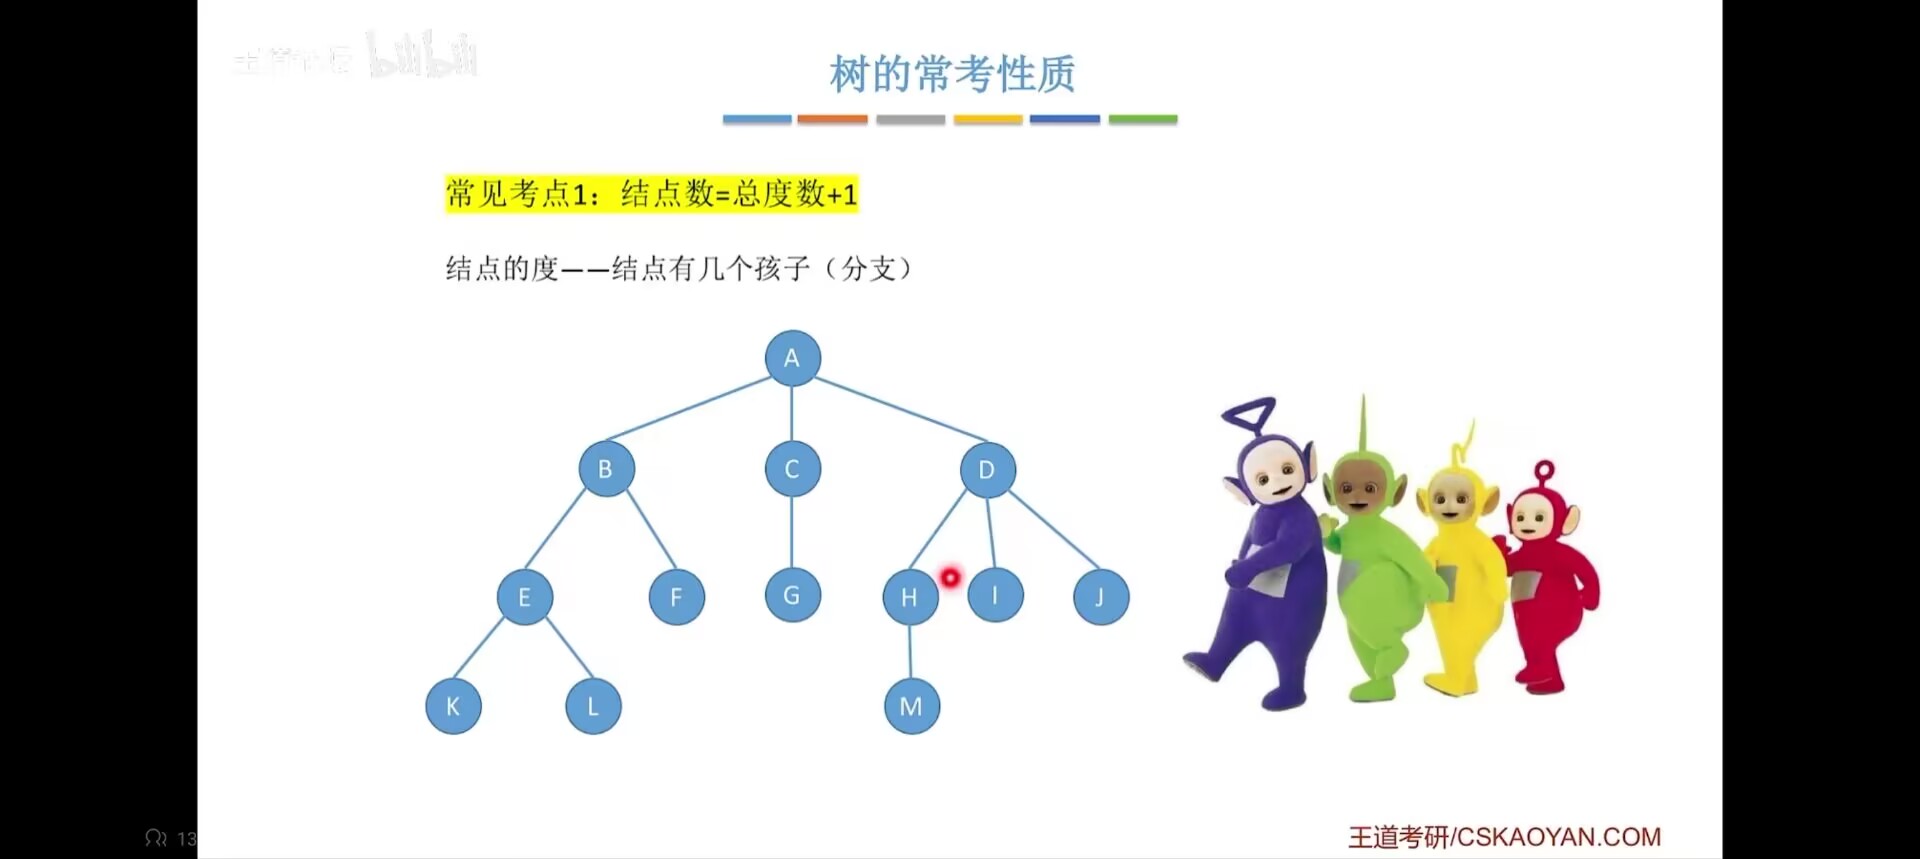 bilibili
树的常考性质
常见考点1：结点数=总度数+1
结点的度——结点有几个孩子（分支）
A
B C D
E F G H I J
K L M
13
王道考研/CSKAOYAN.COM